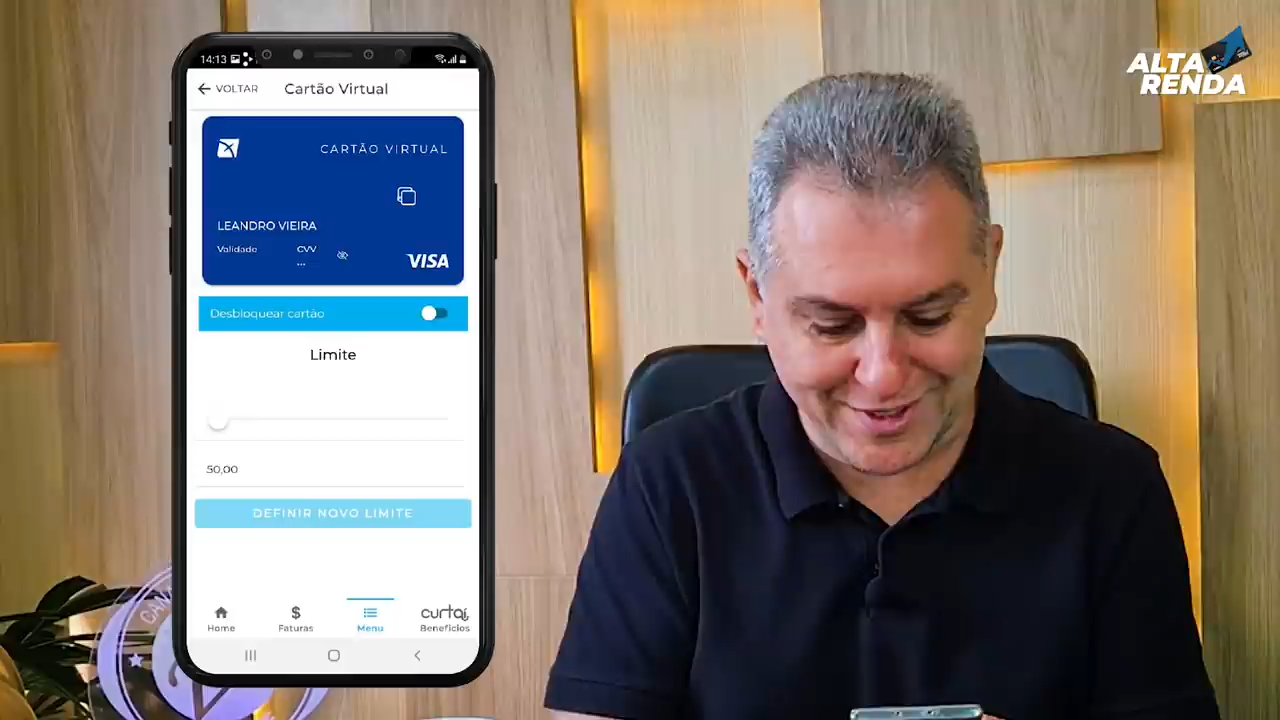 14:13
VOLTAR
Cartão Virtual
CARTÃO VIRTUAL
LEANDRO VIEIRA
Validade
CVV
...
VISA
Desbloquear cartão
Limite
50,00
DEFINIR NOVO LIMITE
Home
$
Faturas
Menu
curtaí
Benefícios
ALTA
RENDA